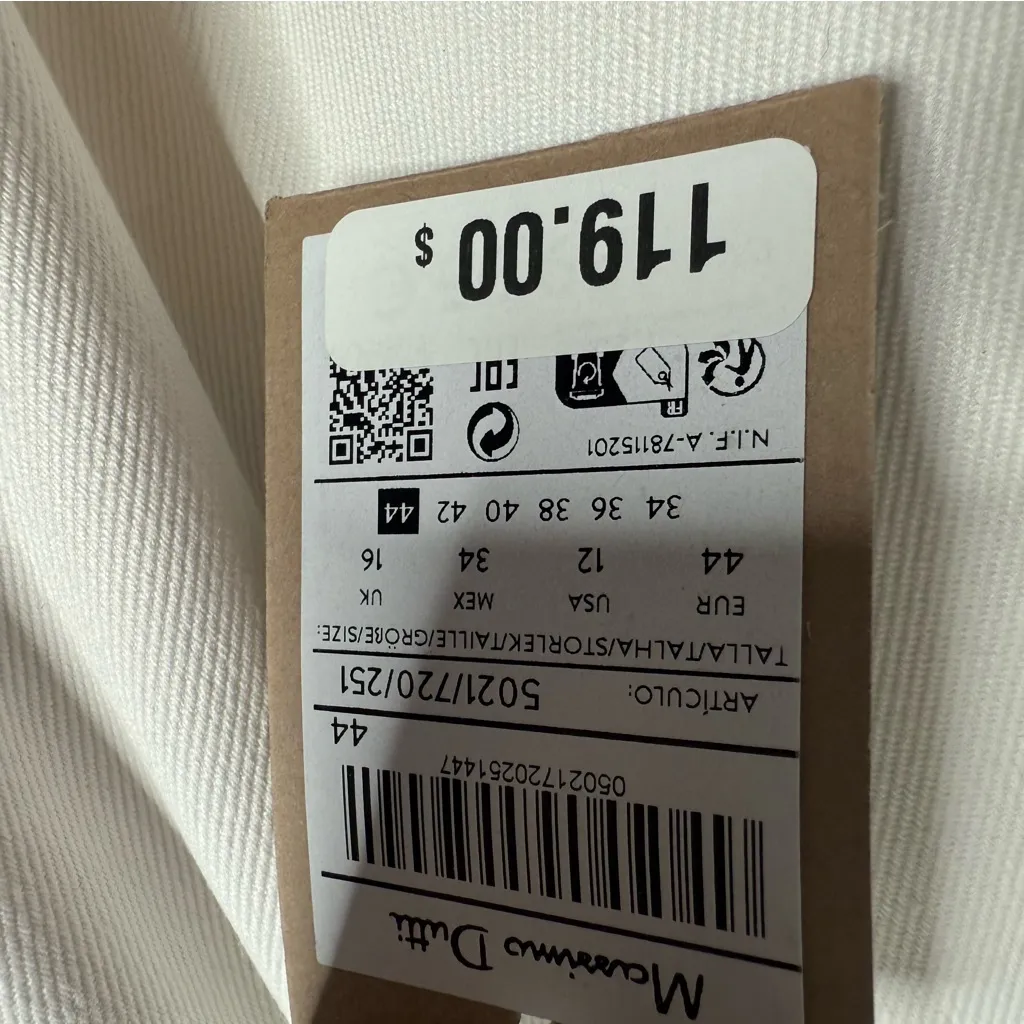 Massimo Dutti
05021720251447
44
ARTÍCULO: 5021/720/251
TALLA/TALHA/STORLEK/TAILLE/GRÖßE/SIZE:
EUR USA MEX UK
44 12 34 16
34 36 38 40 42 44
N.I.F. A-78115201
FR
119.00 $